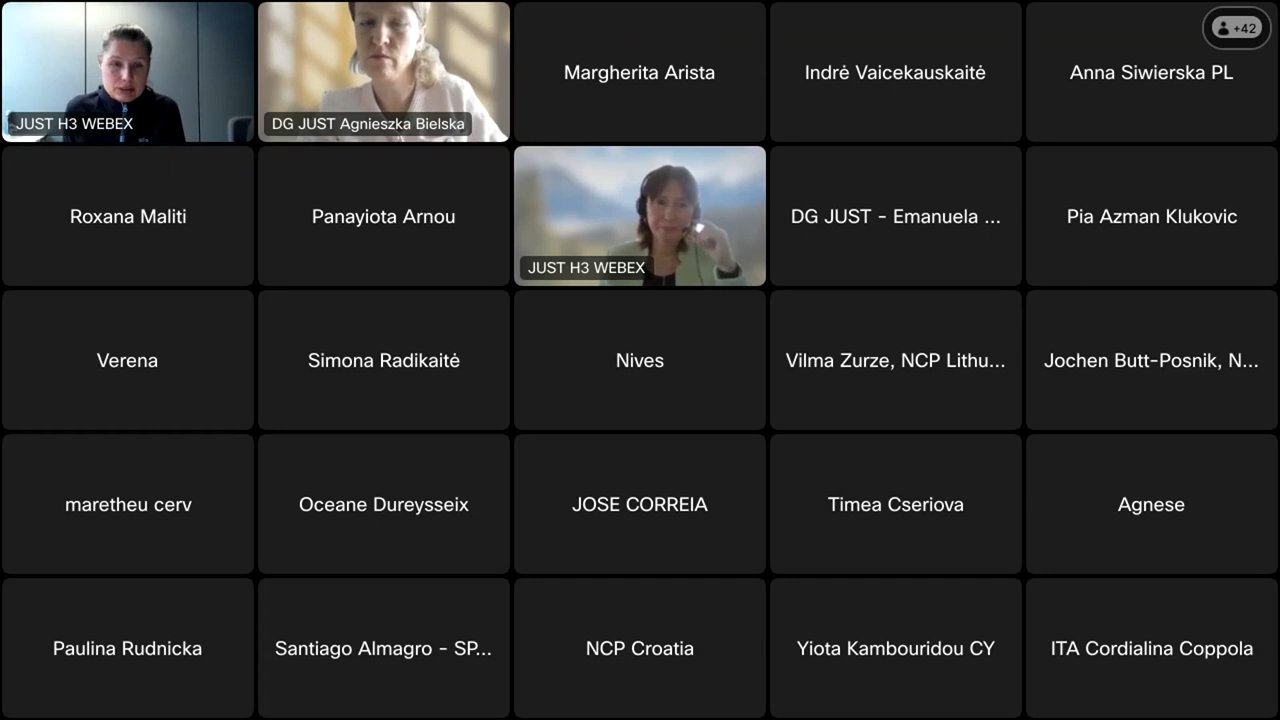 +42
JUST H3 WEBEX
DG JUST Agnieszka Bielska
Margherita Arista
Indrė Vaicekauskaitė
Anna Siwierska PL
Roxana Maliti
Panayiota Arnou
JUST H3 WEBEX
DG JUST - Emanuela ...
Pia Azman Klukovic
Verena
Simona Radikaitė
Nives
Vilma Zurze, NCP Lithu...
Jochen Butt-Posnik, N...
maretheu cerv
Oceane Dureysseix
JOSE CORREIA
Timea Cseriova
Agnese
Paulina Rudnicka
Santiago Almagro - SP...
NCP Croatia
Yiota Kambouridou CY
ITA Cordialina Coppola